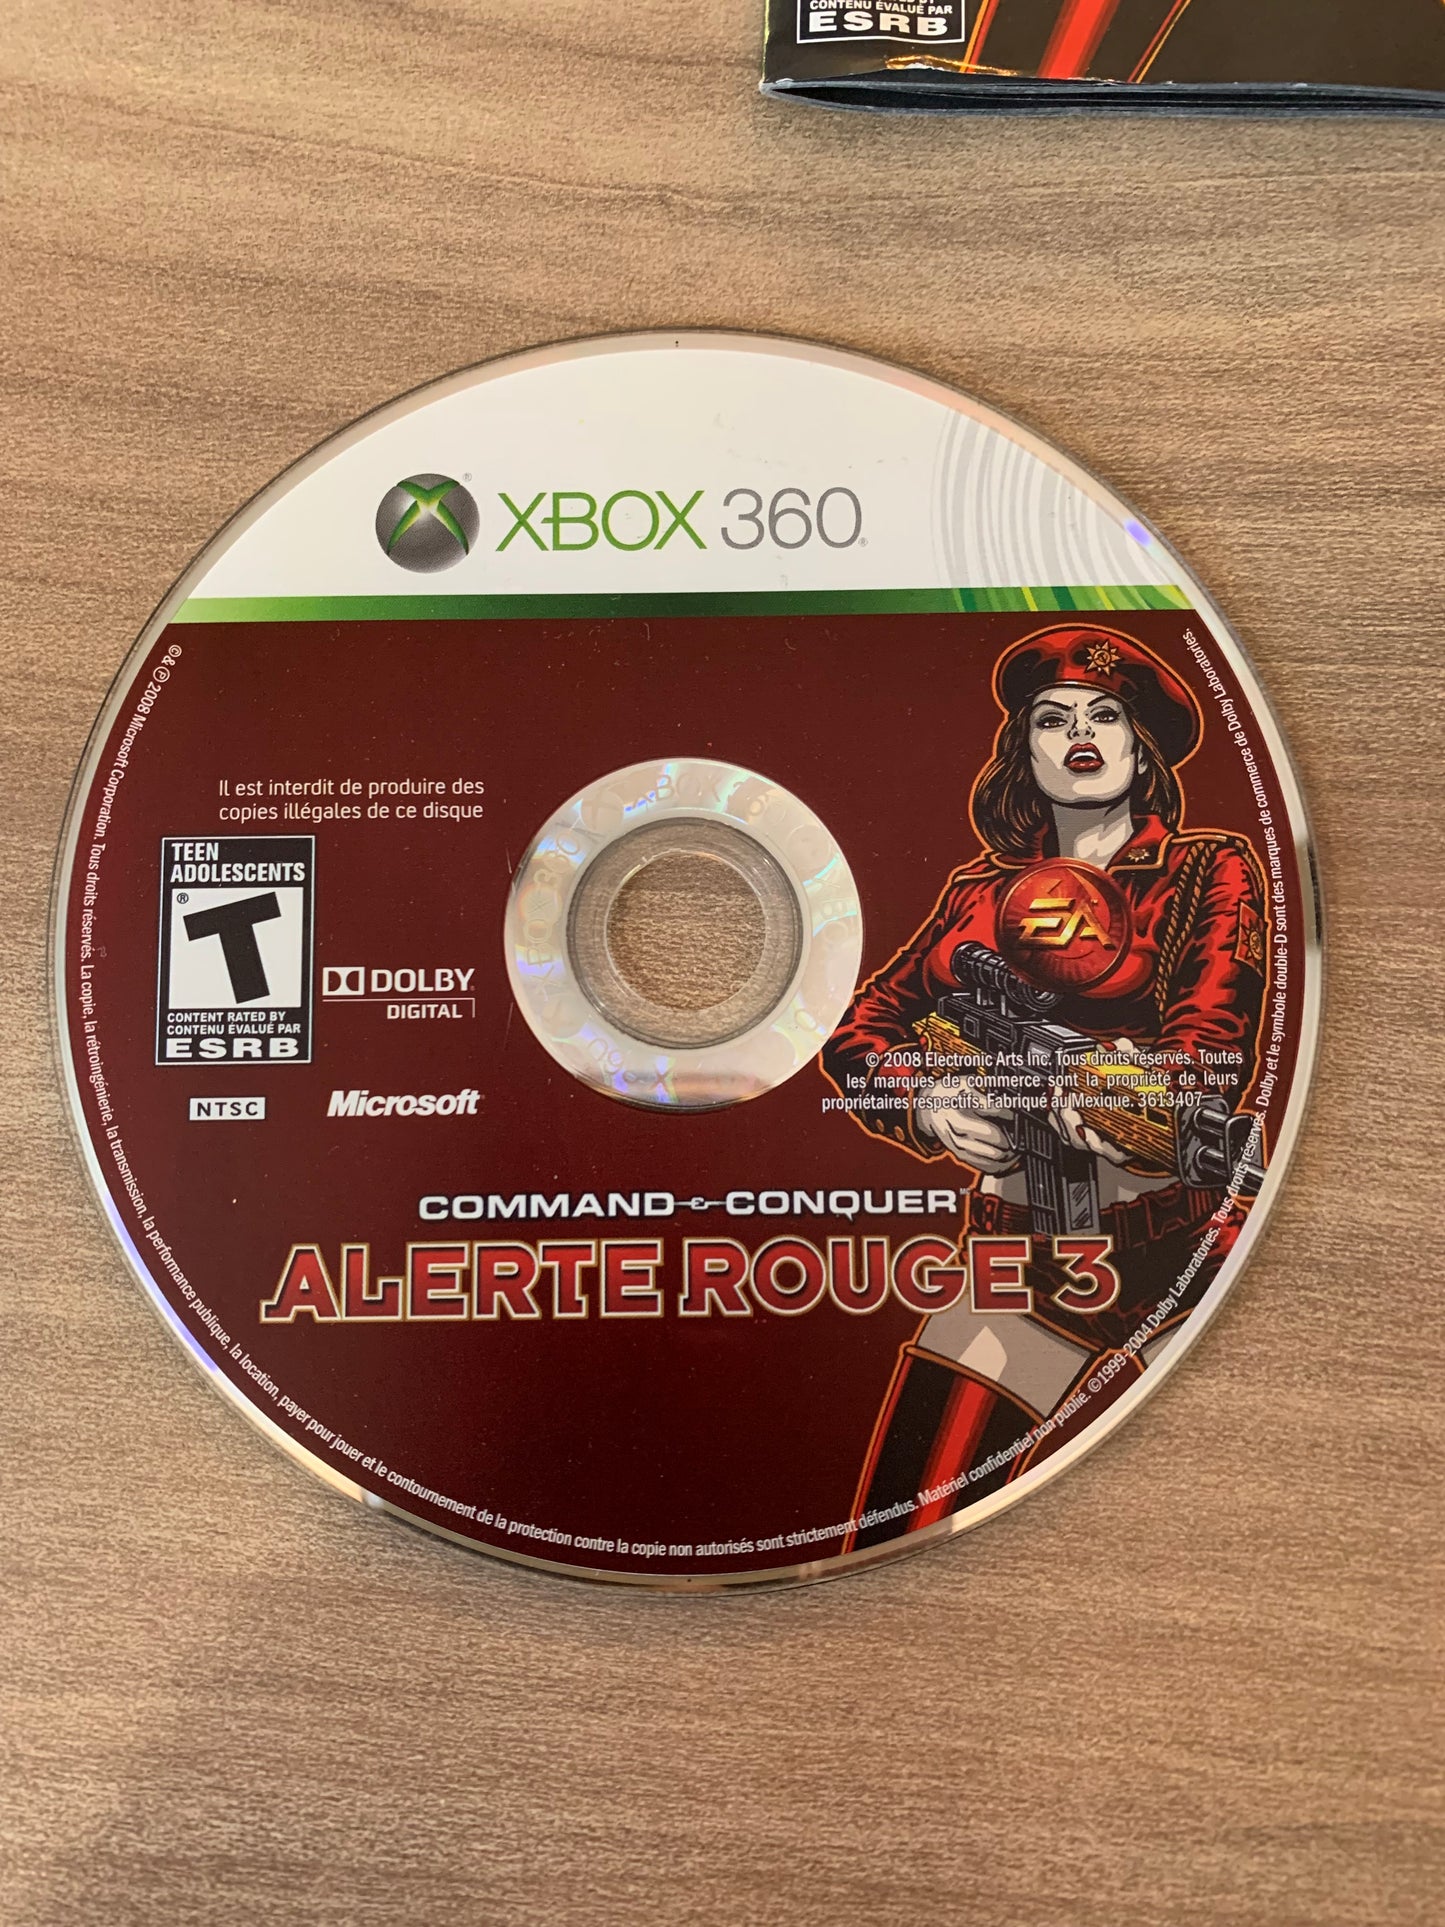 CONTENU ÉVALUÉ PAR
ESRB
XBOX 360
Il est interdit de produire des
copies illégales de ce disque
TEEN
ADOLESCENTS
T
CONTENT RATED BY
CONTENU ÉVALUÉ PAR
ESRB
DOLBY
DIGITAL
NTSC
Microsoft
EA
© 2008 Electronic Arts Inc. Tous droits réservés. Toutes
les marques de commerce sont la propriété de leurs
propriétaires respectifs. Fabriqué au Mexique. 3613407
COMMAND & CONQUER
ALERTE ROUGE 3
©&℗ 2008 Microsoft Corporation. Tous droits réservés. La copie, la rétroingénierie, la transmission, la performance publique, la location, payer pour jouer et le contournement de la protection contre la copie non autorisés sont strictement défendus. Matériel confidentiel non publié. ©1999-2004 Dolby Laboratories. Tous droits réservés. Dolby et le symbole double-D sont des marques de commerce de Dolby Laboratories.